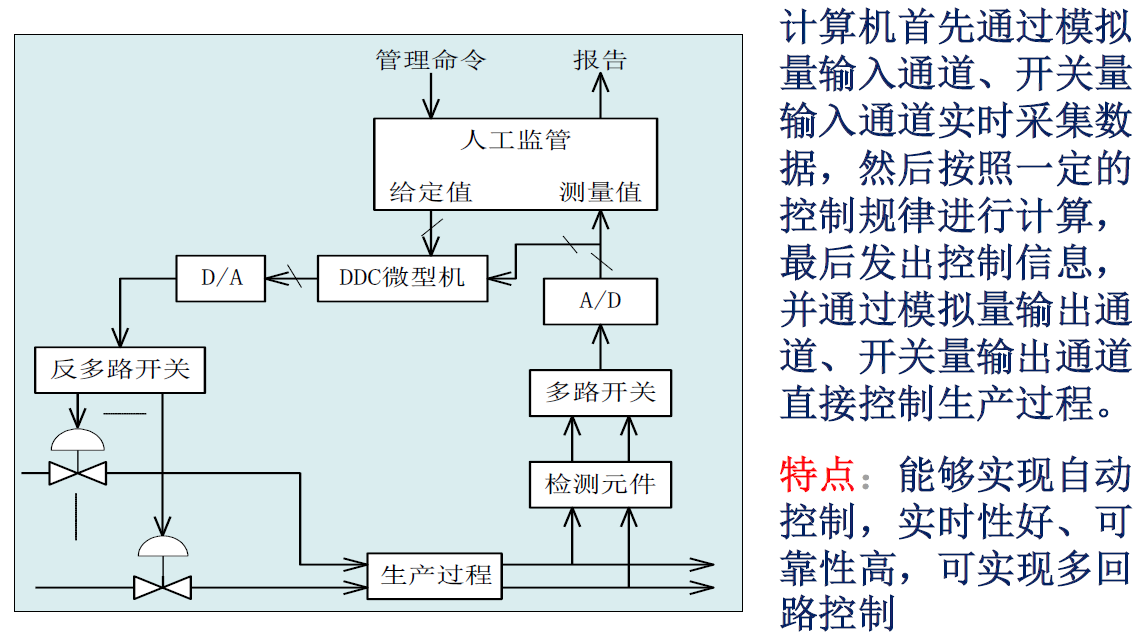 管理命令
报告
人工监管
给定值
测量值
D/A
DDC微型机
A/D
反多路开关
多路开关
检测元件
生产过程
计算机首先通过模拟
量输入通道、开关量
输入通道实时采集数
据，然后按照一定的
控制规律进行计算，
最后发出控制信息，
并通过模拟量输出通
道、开关量输出通道
直接控制生产过程。
特点：能够实现自动
控制，实时性好、可
靠性高，可实现多回
路控制